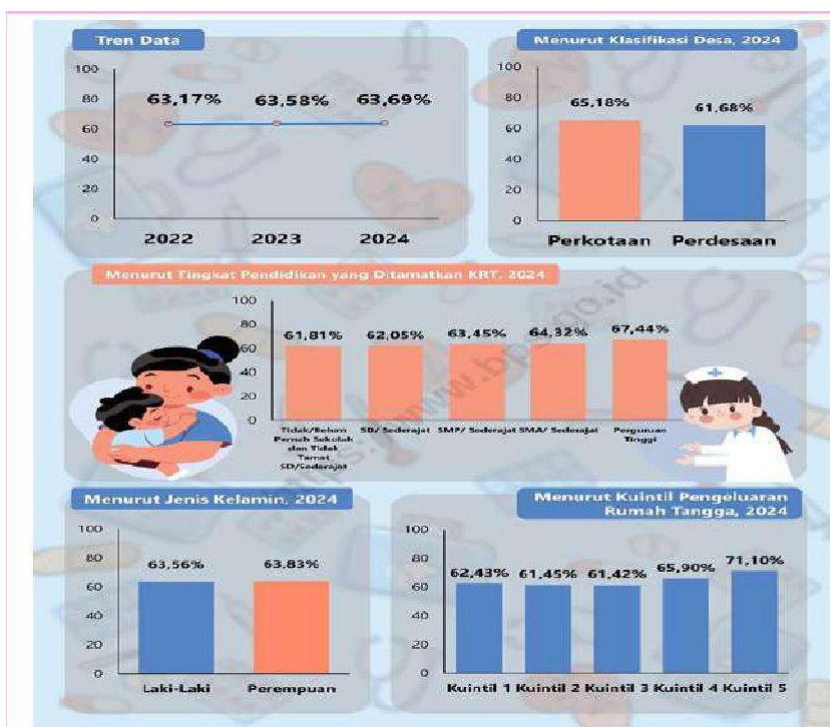 Tren Data
100
80
60
40
20
0
63,17% 63,58% 63,69%
2022 2023 2024
Menurut Klasifikasi Desa, 2024
100
80
60
40
20
0
65,18% 61,68%
Perkotaan Perdesaan
Menurut Tingkat Pendidikan yang Ditamatkan KRT, 2024
100
80
60
40
20
0
61,81% 62,05% 63,45% 64,32% 67,44%
Tidak/Belum
Pernah Sekolah
dan Tidak
Tamat
SD/Sederajat
SD/ Sederajat
SMP/ Sederajat
SMA/ Sederajat
Perguruan
Tinggi
Menurut Jenis Kelamin, 2024
100
80
60
40
20
0
63,56% 63,83%
Laki-Laki Perempuan
Menurut Kuintil Pengeluaran
Rumah Tangga, 2024
100
80
60
40
20
0
62,43% 61,45% 61,42% 65,90% 71,10%
Kuintil 1 Kuintil 2 Kuintil 3 Kuintil 4 Kuintil 5